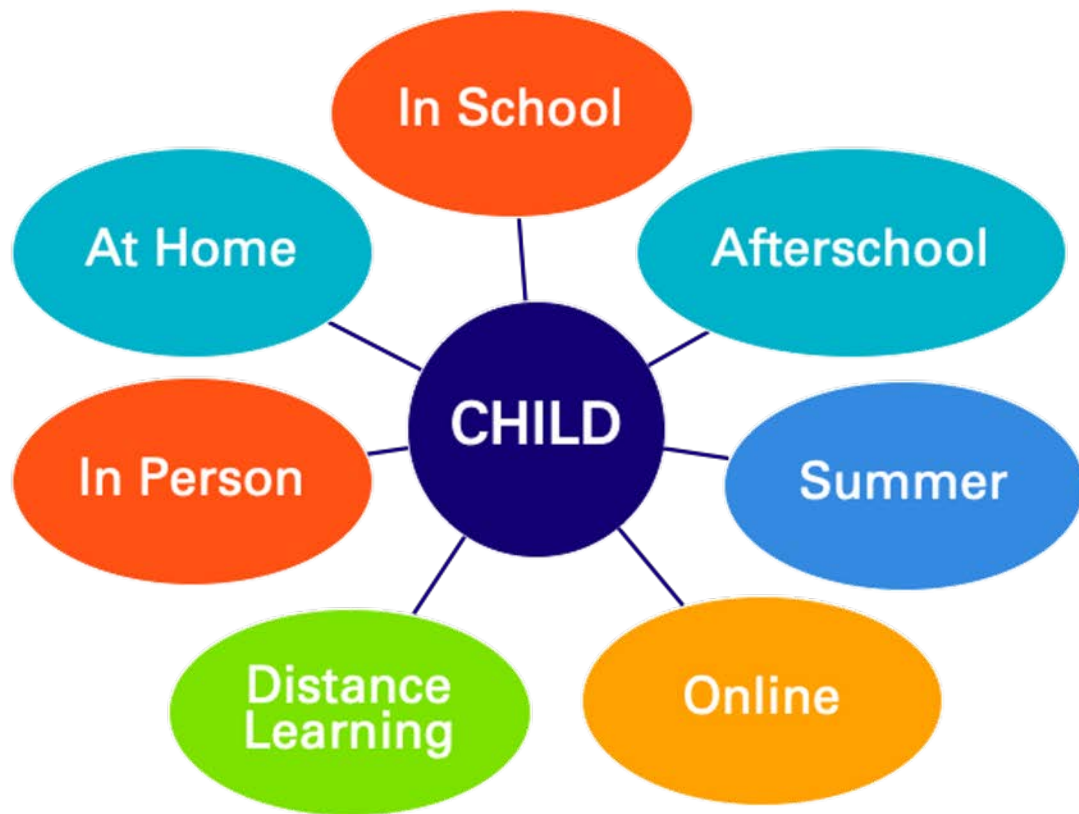 In School
At Home
Afterschool
CHILD
In Person
Summer
Distance
Learning
Online